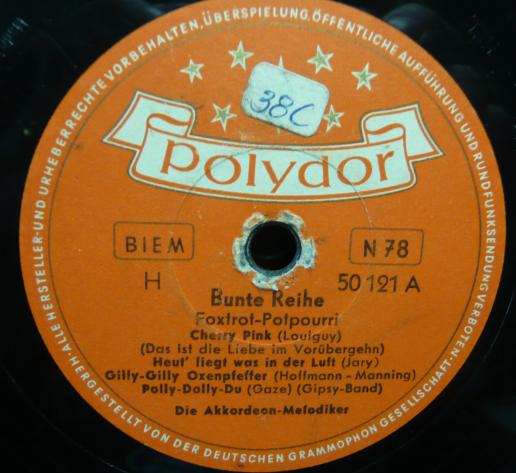 ALLE HERSTELLER- UND URHEBERRECHTE VORBEHALTEN, ÜBERSPIELUNG, ÖFFENTLICHE AUFFÜHRUNG UND RUNDFUNKSENDUNG VERBOTEN.
38C
polydor
BIEM
N 78
H
50 121 A
Bunte Reihe
Foxtrot-Potpourri
Cherry Pink (Louiguy)
(Das ist die Liebe im Vorübergehn)
Heut' liegt was in der Luft (Jary)
Gilly-Gilly Oxenpfeffer (Hoffmann - Manning)
Polly-Dolly-Du (Gaze) (Gipsy-Band)
Die Akkordeon-Melodiker
HERGESTELLT VON DER DEUTSCHEN GRAMMOPHON GESELLSCHAFT